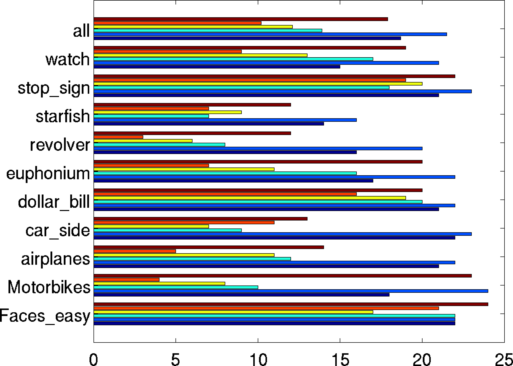 all
watch
stop_sign
starfish
revolver
euphonium
dollar_bill
car_side
airplanes
Motorbikes
Faces_easy
0 5 10 15 20 25